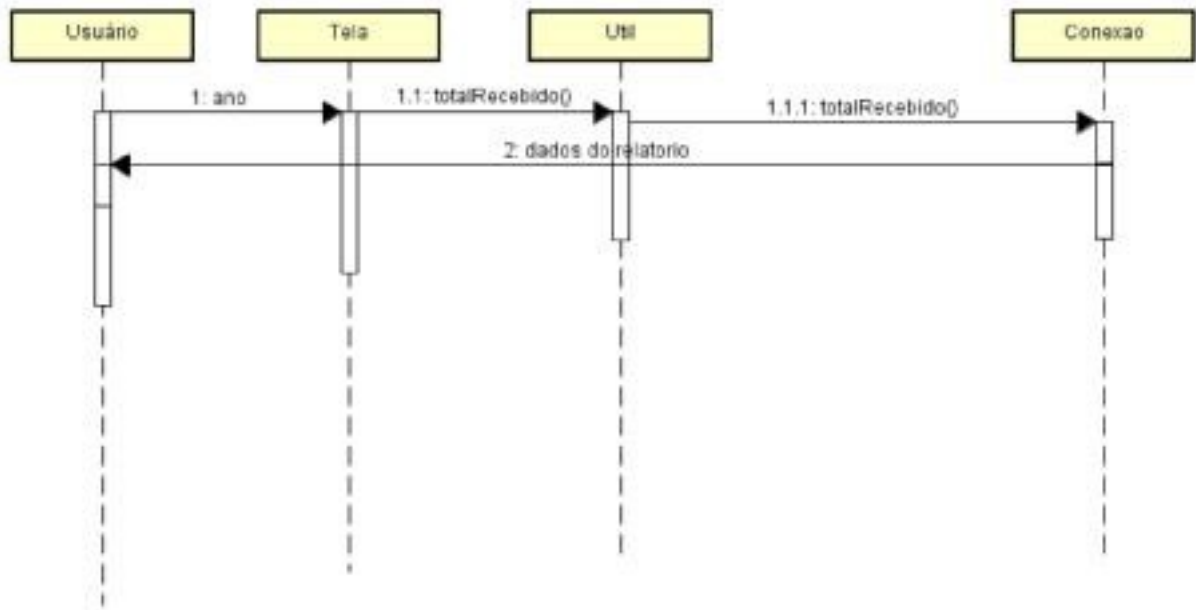 Usuário
Tela
Util
Conexao
1: ano
1.1: totalRecebido()
1.1.1: totalRecebido()
2: dados do relatorio